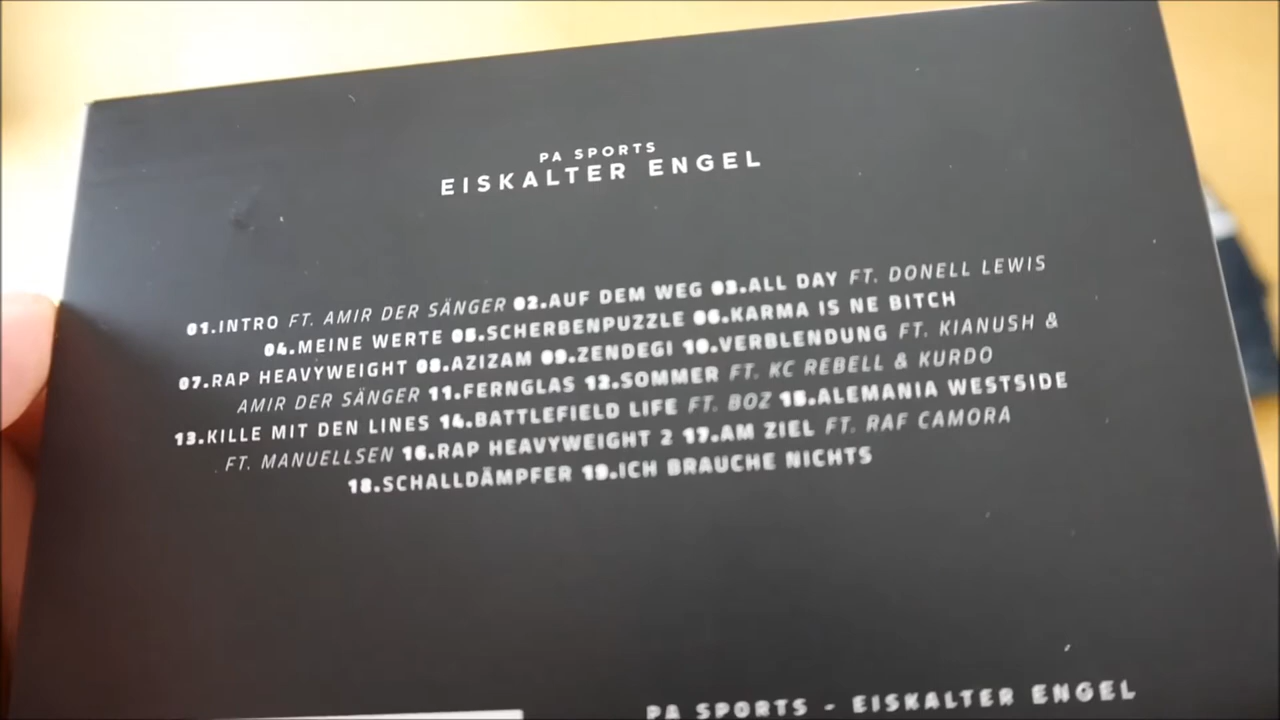 PA SPORTS
EISKALTER ENGEL
01.INTRO FT. AMIR DER SÄNGER 02.AUF DEM WEG 03.ALL DAY FT. DONELL LEWIS
04.MEINE WERTE 05.SCHERBENPUZZLE 06.KARMA IS NE BITCH
07.RAP HEAVYWEIGHT 08.AZIZAM 09.ZENDEGI 10.VERBLENDUNG FT. KIANUSH &
AMIR DER SÄNGER 11.FERNGLAS 12.SOMMER FT. KC REBELL & KURDO
13.KILLE MIT DEN LINES 14.BATTLEFIELD LIFE FT. BOZ 15.ALEMANIA WESTSIDE
FT. MANUELLSEN 16.RAP HEAVYWEIGHT 2 17.AM ZIEL FT. RAF CAMORA
18.SCHALLDÄMPFER 19.ICH BRAUCHE NICHTS
PA SPORTS - EISKALTER ENGEL